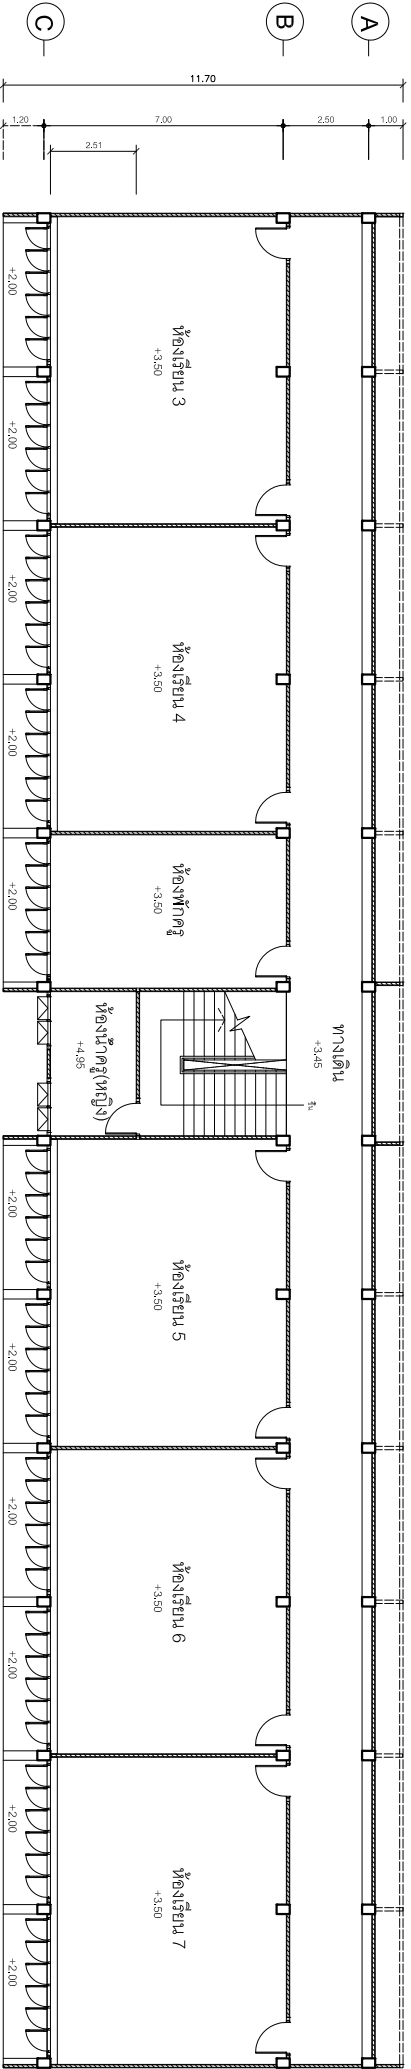 C
B
A
11.70
1.20
7.00
2.50
1.00
2.51
ห้องเรียน 3
+3.50
+2.00
+2.00
ห้องเรียน 4
+3.50
+2.00
+2.00
ห้องพักครู
+3.50
+2.00
ทางเดิน
+3.45
ห้องน้ำครู(หญิง)
+4.95
ขึ้น
ห้องเรียน 5
+3.50
+2.00
+2.00
ห้องเรียน 6
+3.50
+2.00
+2.00
ห้องเรียน 7
+3.50
+2.00
+2.00